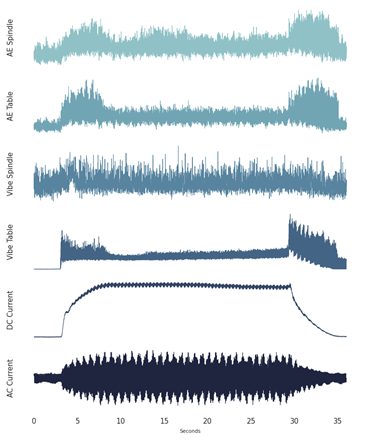 AE Spindle
AE Table
Vibe Spindle
Vibe Table
DC Current
AC Current
0 5 10 15 20 25 30 35
Seconds